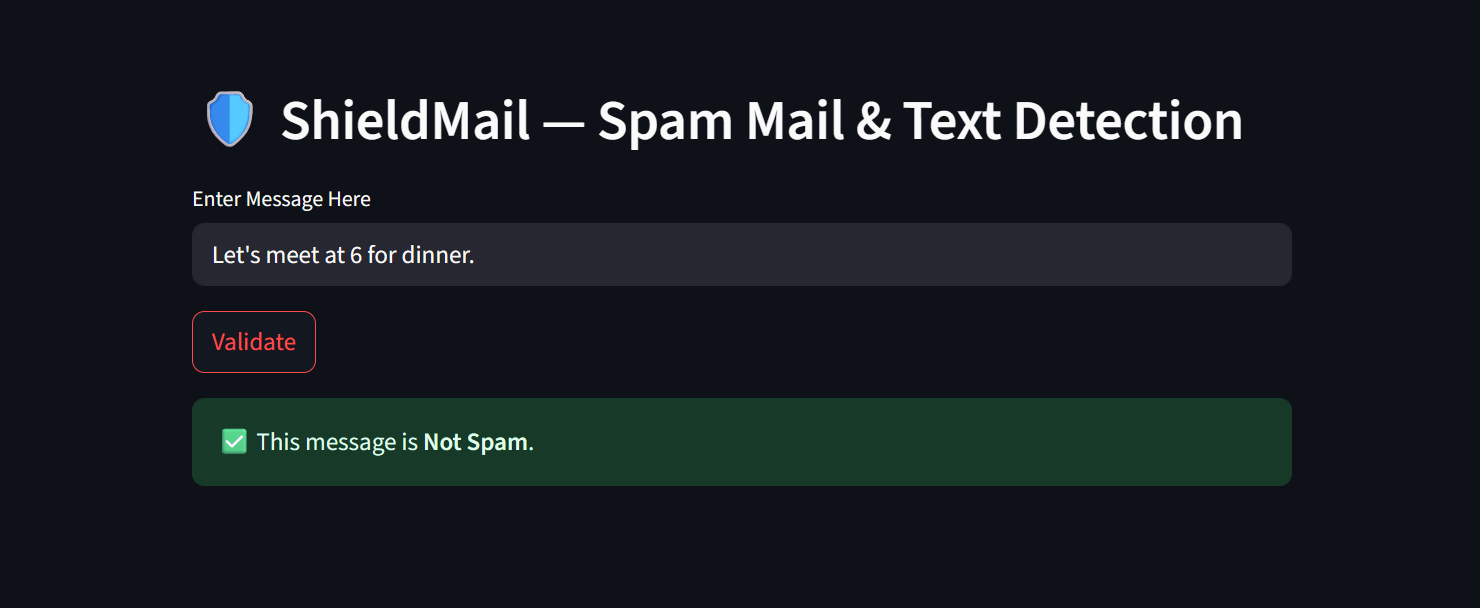 ShieldMail — Spam Mail & Text Detection
Enter Message Here
Let's meet at 6 for dinner.
Validate
This message is Not Spam.